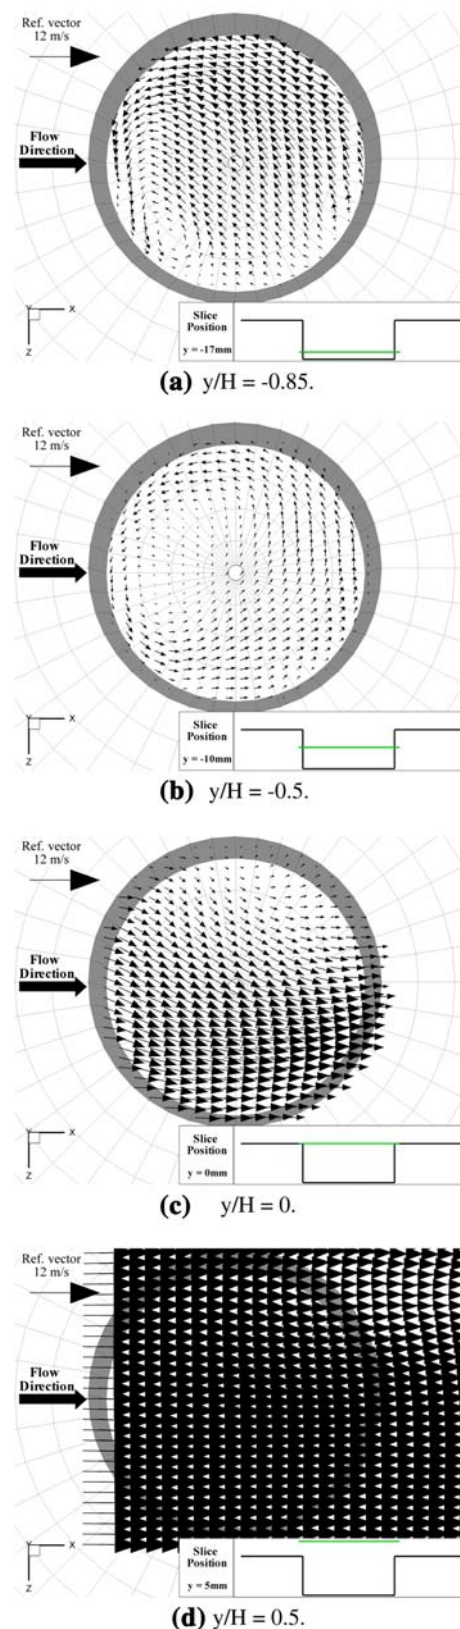 Ref. vector
12 m/s
Flow
Direction
Y X
Z
Slice
Position
y = -17mm
(a) y/H = -0.85.
Ref. vector
12 m/s
Flow
Direction
Y X
Z
Slice
Position
y = -10mm
(b) y/H = -0.5.
Ref. vector
12 m/s
Flow
Direction
Y X
Z
Slice
Position
y = 0mm
(c) y/H = 0.
Ref. vector
12 m/s
Flow
Direction
Y X
Z
Slice
Position
y = 5mm
(d) y/H = 0.5.